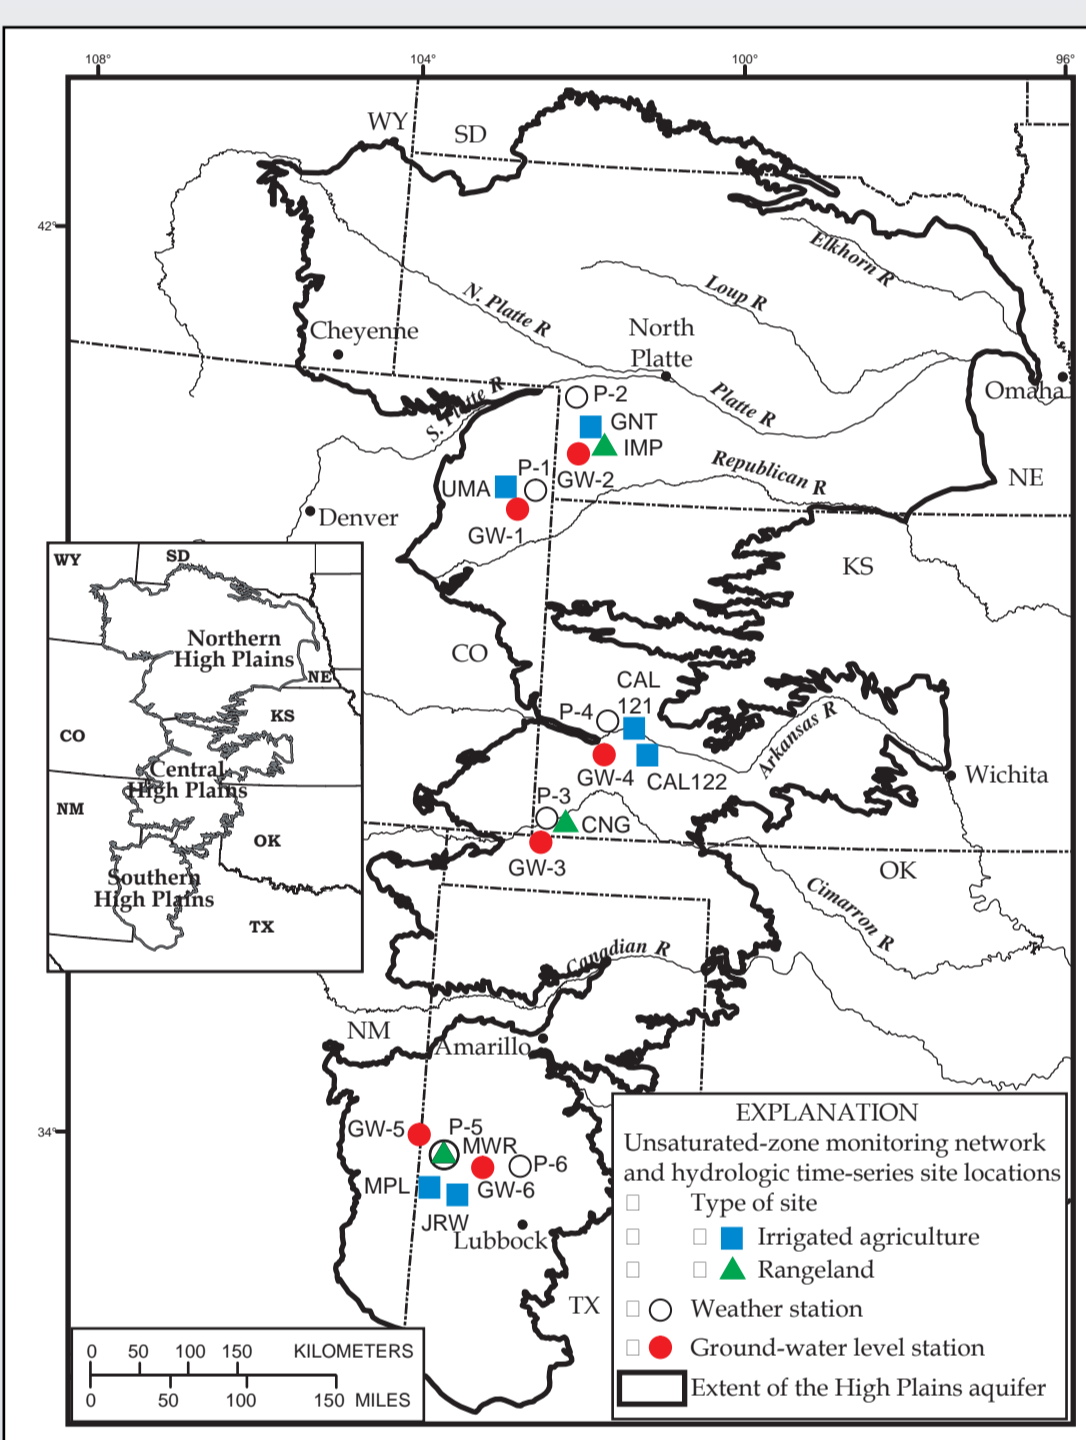 108°
104°
100°
96°
WY
SD
42°
Elkhorn R
Loup R
N. Platte R
Cheyenne
North
Platte
Omaha
S. Platte R
P-2
Platte R
GNT
IMP
Republican R
P-1
GW-2
UMA
NE
Denver
GW-1
KS
CO
CAL
121
P-4
Arkansas R
GW-4
CAL122
Wichita
P-3
CNG
GW-3
OK
Cimarron R
Canadian R
NM
Amarillo
34°
GW-5
P-5
MWR
P-6
MPL
GW-6
JRW
Lubbock
TX
WY
SD
Northern
High Plains
NE
KS
CO
Central
High Plains
NM
OK
Southern
High Plains
TX
EXPLANATION
Unsaturated-zone monitoring network
and hydrologic time-series site locations
Type of site
Irrigated agriculture
Rangeland
Weather station
Ground-water level station
Extent of the High Plains aquifer
0 50 100 150 KILOMETERS
0 50 100 150 MILES